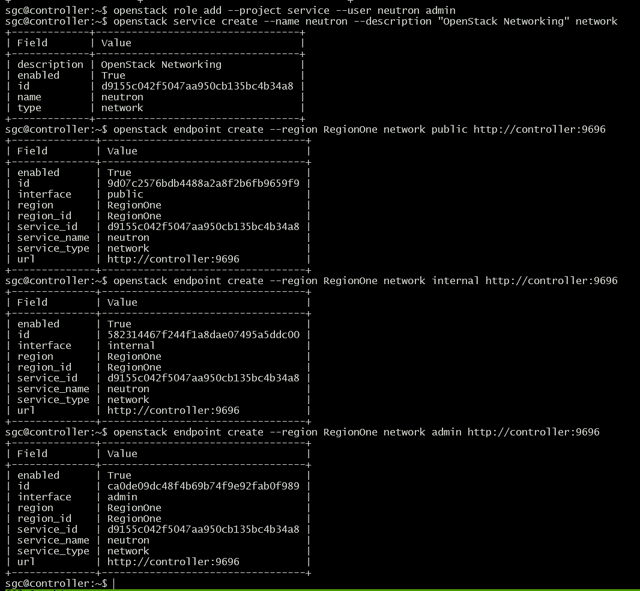 sgc@controller:~$ openstack role add --project service --user neutron admin
sgc@controller:~$ openstack service create --name neutron --description "OpenStack Networking" network
+-------------+----------------------------------+
| Field       | Value                            |
+-------------+----------------------------------+
| description | OpenStack Networking             |
| enabled     | True                             |
| id          | d9155c042f5047aa950cb135bc4b34a8 |
| name        | neutron                          |
| type        | network                          |
+-------------+----------------------------------+
sgc@controller:~$ openstack endpoint create --region RegionOne network public http://controller:9696
+--------------+----------------------------------+
| Field        | Value                            |
+--------------+----------------------------------+
| enabled      | True                             |
| id           | 9d07c2576bdb4488a2a8f2b6fb9659f9 |
| interface    | public                           |
| region       | RegionOne                        |
| region_id    | RegionOne                        |
| service_id   | d9155c042f5047aa950cb135bc4b34a8 |
| service_name | neutron                          |
| service_type | network                          |
| url          | http://controller:9696           |
+--------------+----------------------------------+
sgc@controller:~$ openstack endpoint create --region RegionOne network internal http://controller:9696
+--------------+----------------------------------+
| Field        | Value                            |
+--------------+----------------------------------+
| enabled      | True                             |
| id           | 582314467f244f1a8dae07495a5ddc00 |
| interface    | internal                         |
| region       | RegionOne                        |
| region_id    | RegionOne                        |
| service_id   | d9155c042f5047aa950cb135bc4b34a8 |
| service_name | neutron                          |
| service_type | network                          |
| url          | http://controller:9696           |
+--------------+----------------------------------+
sgc@controller:~$ openstack endpoint create --region RegionOne network admin http://controller:9696
+--------------+----------------------------------+
| Field        | Value                            |
+--------------+----------------------------------+
| enabled      | True                             |
| id           | ca0de09dc48f4b69b74f9e92fab0f989 |
| interface    | admin                            |
| region       | RegionOne                        |
| region_id    | RegionOne                        |
| service_id   | d9155c042f5047aa950cb135bc4b34a8 |
| service_name | neutron                          |
| service_type | network                          |
| url          | http://controller:9696           |
+--------------+----------------------------------+
sgc@controller:~$